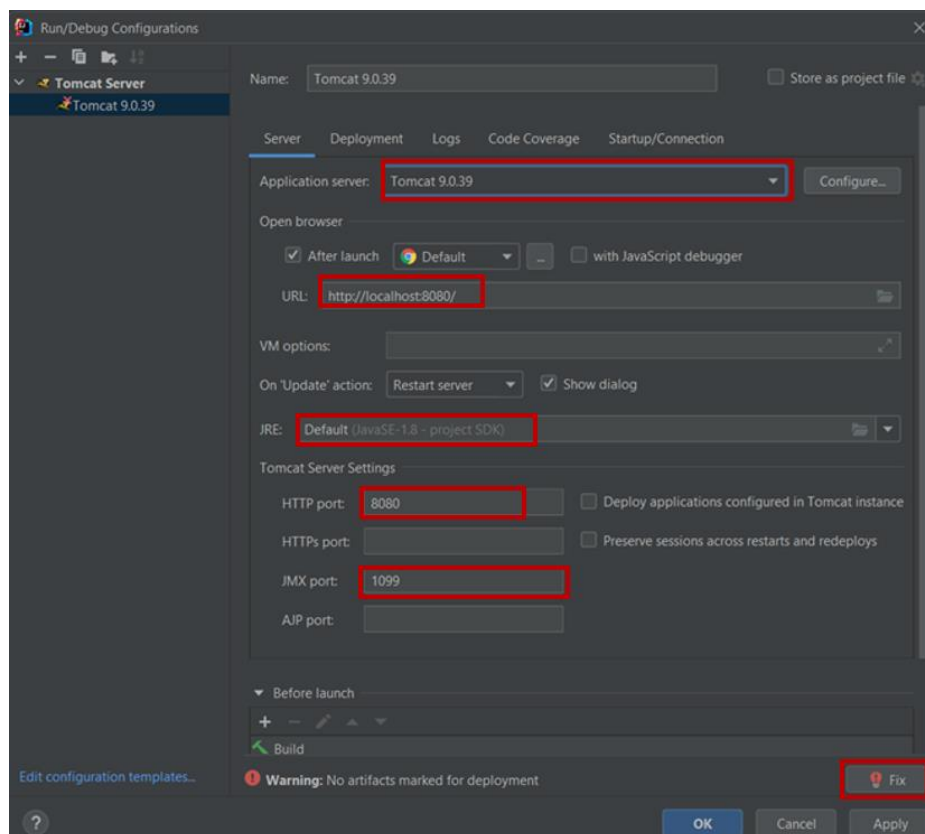 Run/Debug Configurations
Tomcat Server
Tomcat 9.0.39
Name: Tomcat 9.0.39 Store as project file
Server Deployment Logs Code Coverage Startup/Connection
Application server: Tomcat 9.0.39 Configure...
Open browser
After launch Default ... with JavaScript debugger
URL: http://localhost:8080/
VM options:
On 'Update' action: Restart server Show dialog
JRE: Default (JavaSE-1.8 - project SDK)
Tomcat Server Settings
HTTP port: 8080 Deploy applications configured in Tomcat instance
HTTPs port: Preserve sessions across restarts and redeploys
JMX port: 1099
AJP port:
Before launch
Build
Edit configuration templates... Warning: No artifacts marked for deployment Fix
? OK Cancel Apply